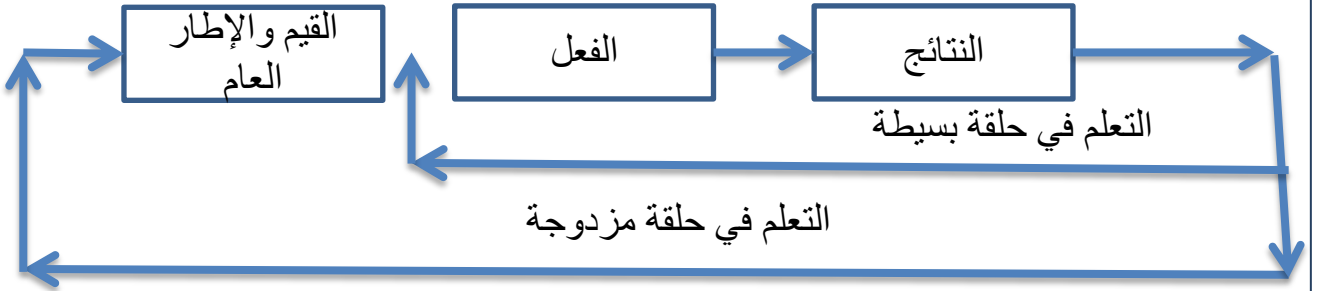 القيم والإطار
العام
الفعل
النتائج
التعلم في حلقة بسيطة
التعلم في حلقة مزدوجة